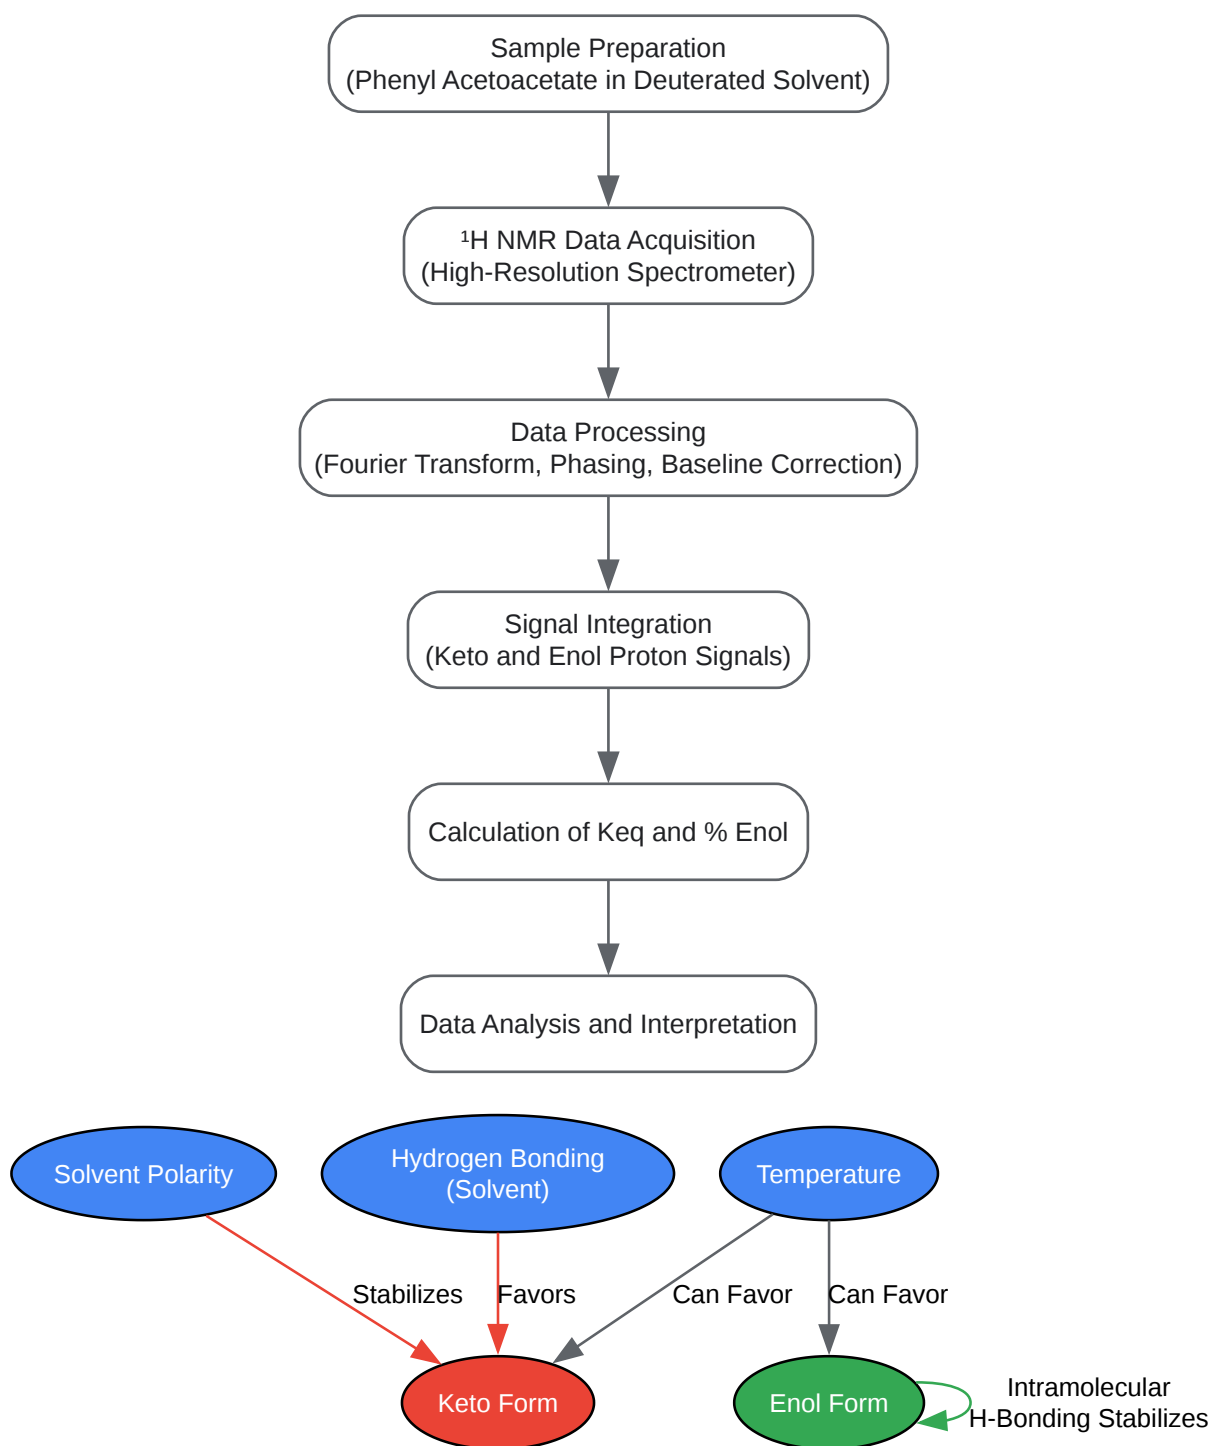 Sample Preparation
(Phenyl Acetoacetate in Deuterated Solvent)
¹H NMR Data Acquisition
(High-Resolution Spectrometer)
Data Processing
(Fourier Transform, Phasing, Baseline Correction)
Signal Integration
(Keto and Enol Proton Signals)
Calculation of Keq and % Enol
Data Analysis and Interpretation
Solvent Polarity
Hydrogen Bonding
(Solvent)
Temperature
Stabilizes
Favors
Can Favor
Can Favor
Keto Form
Enol Form
Intramolecular
H-Bonding Stabilizes